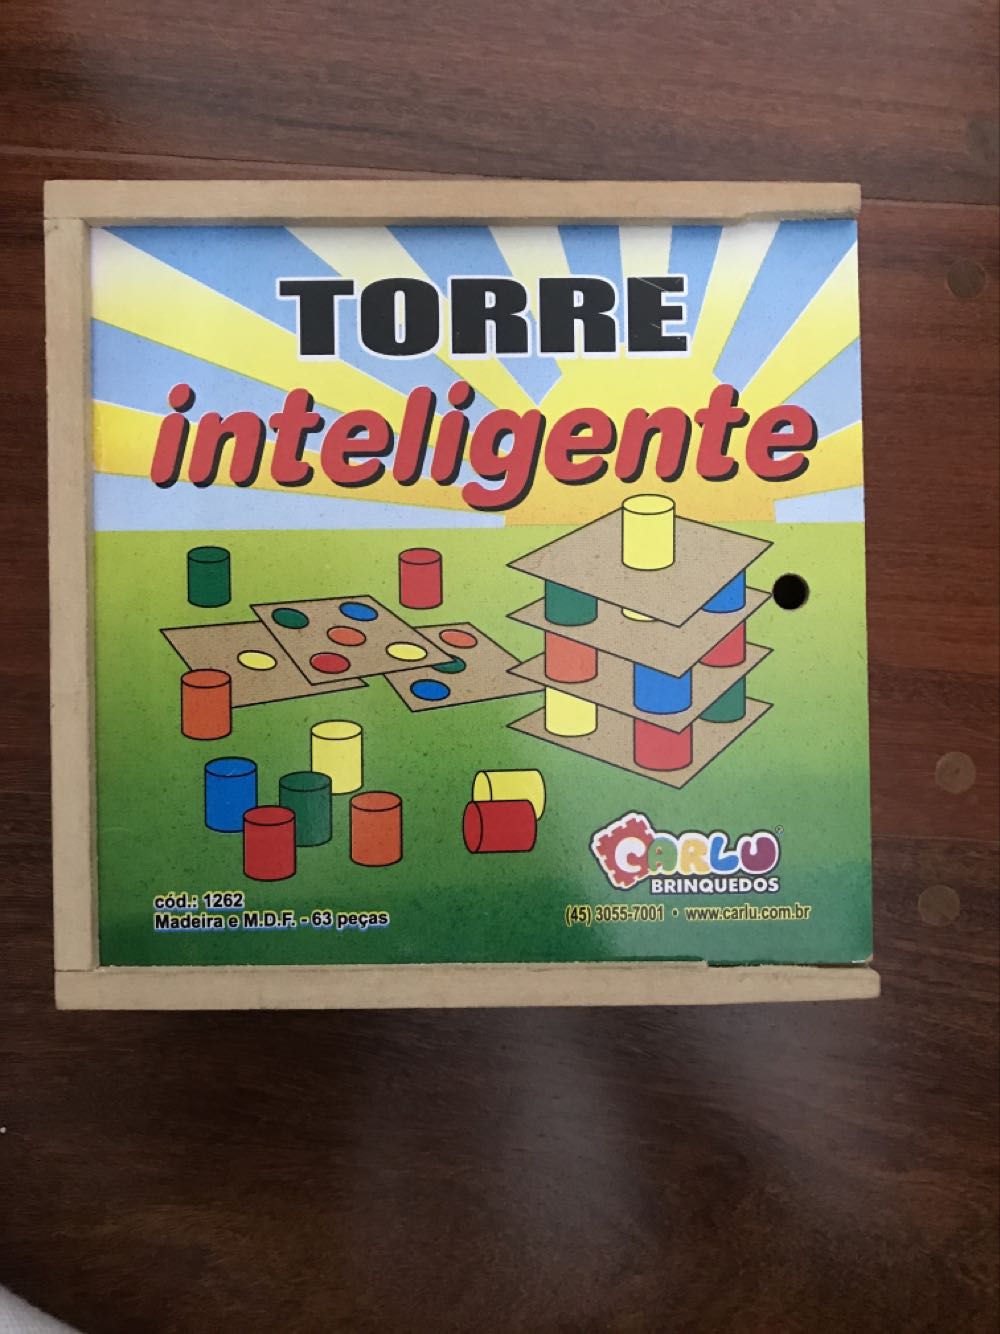 TORRE
inteligente
CARLU
BRINQUEDOS
cód.: 1262
Madeira e M.D.F. - 63 peças
(45) 3055-7001 • www.carlu.com.br